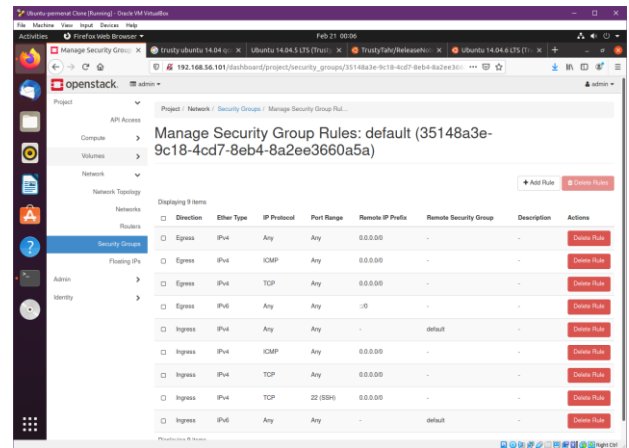 Ubuntu-permenat Clone [Running] - Oracle VM VirtualBox
File Machine View Input Devices Help
Activities Firefox Web Browser Feb 21 00:06
Manage Security Group × trusty ubuntu 14.04 Ubuntu 14.04.5 LTS (Trusty × TrustyTahr/ReleaseNotes × Ubuntu 14.04.6 LTS (Tr ×
192.168.56.101/dashboard/project/security_groups/35148a3e-9c18-4cd7-8eb4-8a2ee36
openstack. admin admin
Project
API Access
Compute
Volumes
Network
Network Topology
Networks
Routers
Security Groups
Floating IPs
Admin
Identity
Project / Network / Security Groups / Manage Security Group Rul...
Manage Security Group Rules: default (35148a3e-
9c18-4cd7-8eb4-8a2ee3660a5a)
+ Add Rule Delete Rules
Displaying 9 items
Direction Ether Type IP Protocol Port Range Remote IP Prefix Remote Security Group Description Actions
Egress IPv4 Any Any 0.0.0.0/0 - - Delete Rule
Egress IPv4 ICMP Any 0.0.0.0/0 - - Delete Rule
Egress IPv4 TCP Any 0.0.0.0/0 - - Delete Rule
Egress IPv6 Any Any ::/0 - - Delete Rule
Ingress IPv4 Any Any - default - Delete Rule
Ingress IPv4 ICMP Any 0.0.0.0/0 - - Delete Rule
Ingress IPv4 TCP Any 0.0.0.0/0 - - Delete Rule
Ingress IPv4 TCP 22 (SSH) 0.0.0.0/0 - - Delete Rule
Ingress IPv6 Any Any - default - Delete Rule
Displaying 9 items
Right Ctrl